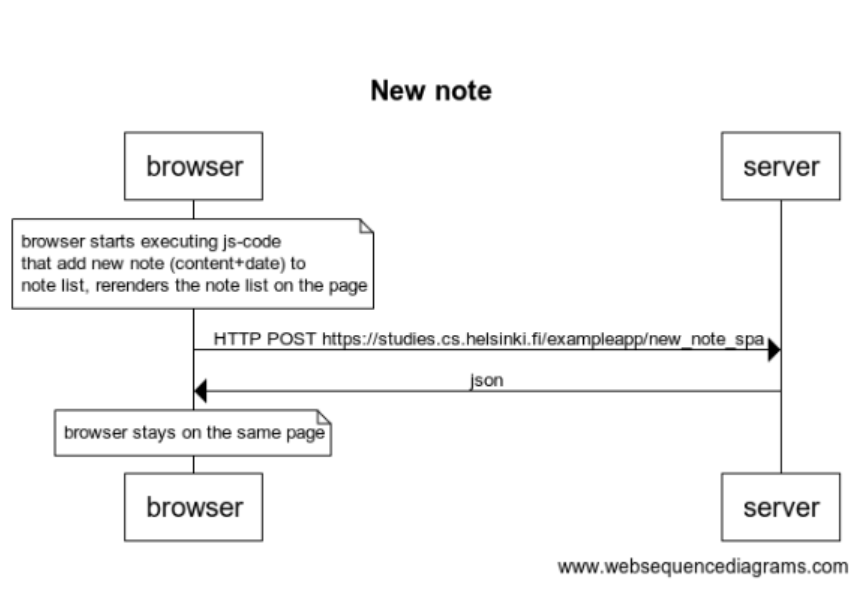 New note
browser
server
browser starts executing js-code
that add new note (content+date) to
note list, rerenders the note list on the page
HTTP POST https://studies.cs.helsinki.fi/exampleapp/new_note_spa
json
browser stays on the same page
browser
server
www.websequencediagrams.com